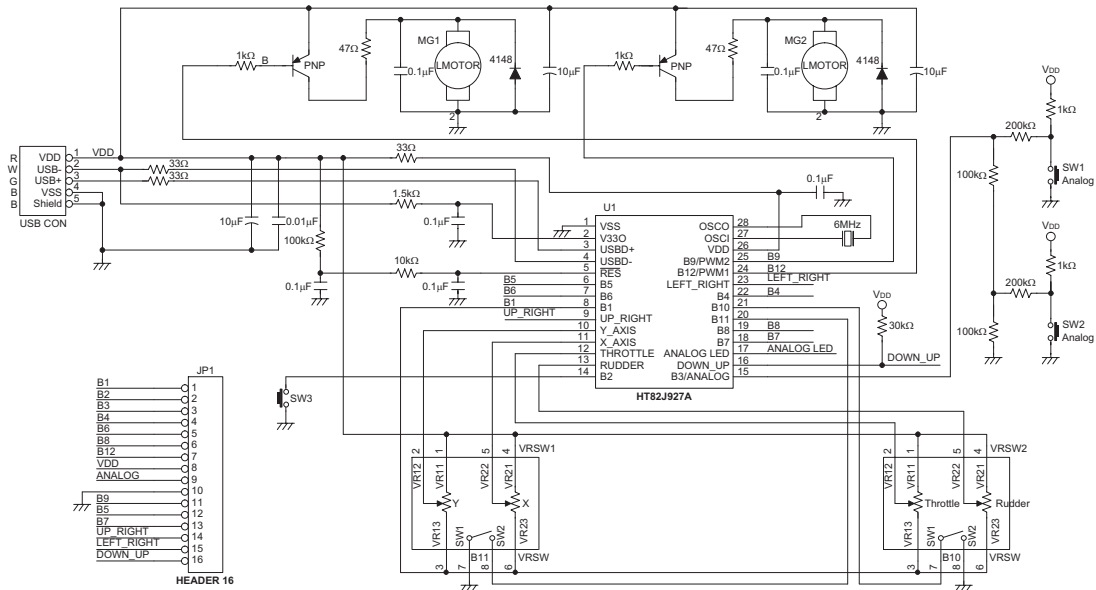 MG1
MG2
1kΩ
B
PNP
47Ω
0.1µF
LMOTOR
2
4148
10µF
1kΩ
PNP
47Ω
0.1µF
LMOTOR
2
4148
10µF
VDD
1kΩ
200kΩ
SW1
Analog
100kΩ
VDD
1kΩ
200kΩ
SW2
Analog
100kΩ
R VDD 1 VDD
W USB- 2
G USB+ 3
B VSS 4
B Shield 5
USB CON
33Ω
33Ω
33Ω
1.5kΩ
10µF
0.01µF
100kΩ
0.1µF
10kΩ
0.1µF
0.1µF
0.1µF
6MHz
U1
1 VSS
2 V33O
3 USBD+
4 USBD-
5 RES
B5 6 B5
B6 7 B6
B1 8 B1
UP_RIGHT 9 UP_RIGHT
10 Y_AXIS
11 X_AXIS
12 THROTTLE
13 RUDDER
14 B2
OSCO 28
OSCI 27
VDD 26
B9/PWM2 25 B9
B12/PWM1 24 B12
LEFT_RIGHT 23 LEFT_RIGHT
B4 22 B4
B10 21
B11 20
B8 19 B8
B7 18 B7
ANALOG LED 17 ANALOG LED
DOWN_UP 16
B3/ANALOG 15
HT82J927A
VDD
30kΩ
DOWN_UP
SW3
JP1
B1 1
B2 2
B3 3
B4 4
B6 5
B8 6
B12 7
VDD 8
ANALOG 9
10
B9 11
B5 12
B7 13
UP_RIGHT 14
LEFT_RIGHT 15
DOWN_UP 16
HEADER 16
2 1 5 4 VRSW1
VR12 VR11 VR22 VR21
Y X
VR13 SW1 SW2 VR23
B11 VRSW
3 7 8 6
2 1 5 4 VRSW2
VR12 VR11 VR22 VR21
Throttle Rudder
VR13 SW1 SW2 VR23
B10 VRSW
3 7 8 6